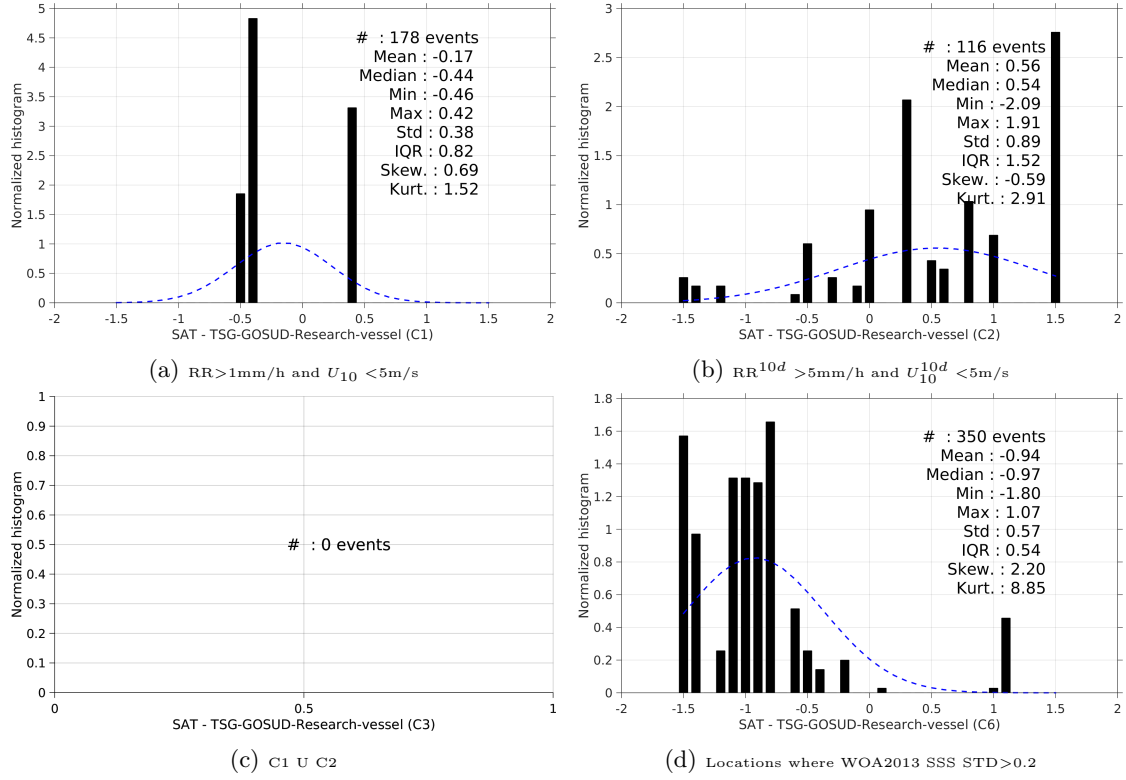 5
4.5
4
3.5
3
2.5
2
1.5
1
0.5
0
-2 -1.5 -1 -0.5 0 0.5 1 1.5 2
Normalized histogram
SAT - TSG-GOSUD-Research-vessel (C1)
# : 178 events
Mean : -0.17
Median : -0.44
Min : -0.46
Max : 0.42
Std : 0.38
IQR : 0.82
Skew. : 0.69
Kurt. : 1.52
(a) RR>1mm/h and U10 <5m/s
3
2.5
2
1.5
1
0.5
0
-2 -1.5 -1 -0.5 0 0.5 1 1.5 2
Normalized histogram
SAT - TSG-GOSUD-Research-vessel (C2)
# : 116 events
Mean : 0.56
Median : 0.54
Min : -2.09
Max : 1.91
Std : 0.89
IQR : 1.52
Skew. : -0.59
Kurt. : 2.91
(b) RR^10d >5mm/h and U10^10d <5m/s
1
0.9
0.8
0.7
0.6
0.5
0.4
0.3
0.2
0.1
0
0 0.5 1
Normalized histogram
SAT - TSG-GOSUD-Research-vessel (C3)
# : 0 events
(c) C1 U C2
1.8
1.6
1.4
1.2
1
0.8
0.6
0.4
0.2
0
-2 -1.5 -1 -0.5 0 0.5 1 1.5 2
Normalized histogram
SAT - TSG-GOSUD-Research-vessel (C6)
# : 350 events
Mean : -0.94
Median : -0.97
Min : -1.80
Max : 1.07
Std : 0.57
IQR : 0.54
Skew. : 2.20
Kurt. : 8.85
(d) Locations where WOA2013 SSS STD>0.2